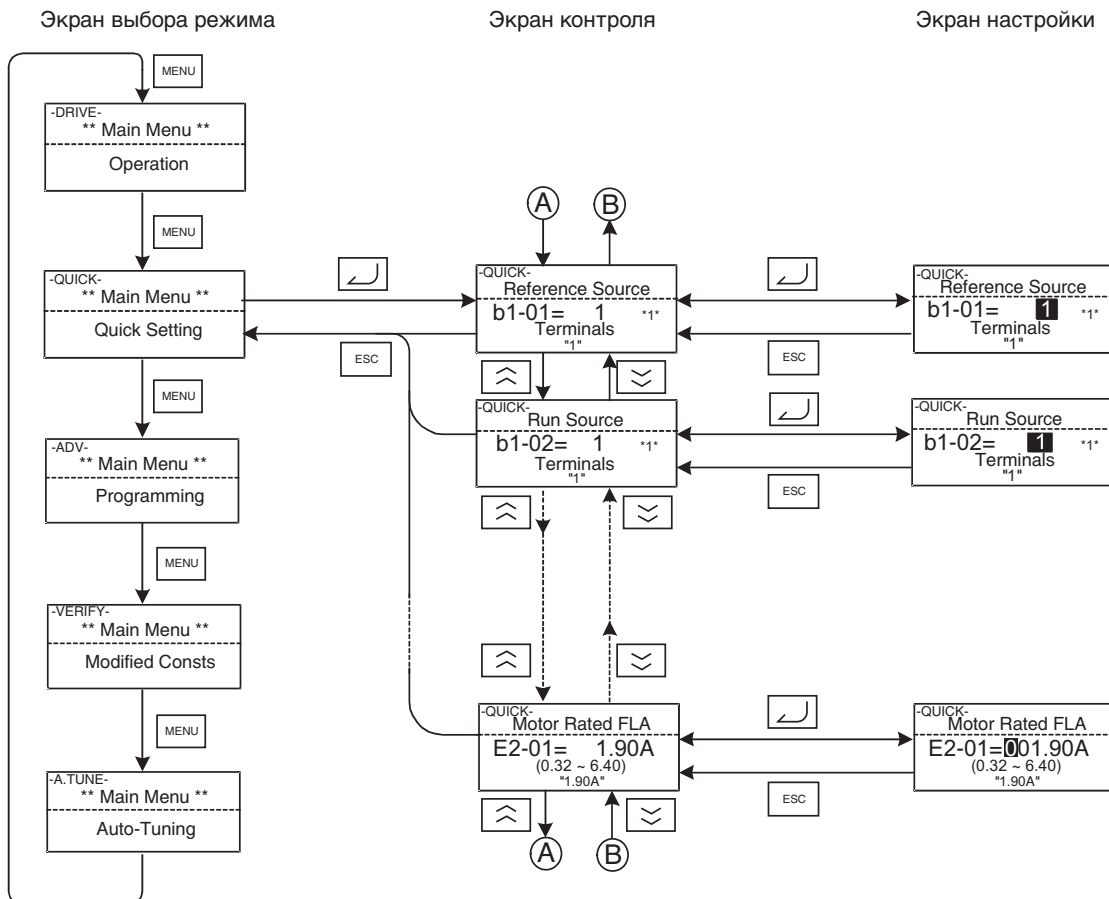 Экран выбора режима
Экран контроля
Экран настройки
MENU
-DRIVE-
** Main Menu **
Operation
MENU
-QUICK-
** Main Menu **
Quick Setting
MENU
-ADV-
** Main Menu **
Programming
MENU
-VERIFY-
** Main Menu **
Modified Consts
MENU
-A.TUNE-
** Main Menu **
Auto-Tuning
ESC
A
B
-QUICK-
Reference Source
b1-01= 1 *1*
Terminals
"1"
-QUICK-
Run Source
b1-02= 1 *1*
Terminals
"1"
-QUICK-
Motor Rated FLA
E2-01= 1.90A
(0.32 ~ 6.40)
"1.90A"
A
B
-QUICK-
Reference Source
b1-01= 1 *1*
Terminals
"1"
ESC
-QUICK-
Run Source
b1-02= 1 *1*
Terminals
"1"
ESC
-QUICK-
Motor Rated FLA
E2-01=001.90A
(0.32 ~ 6.40)
"1.90A"
ESC